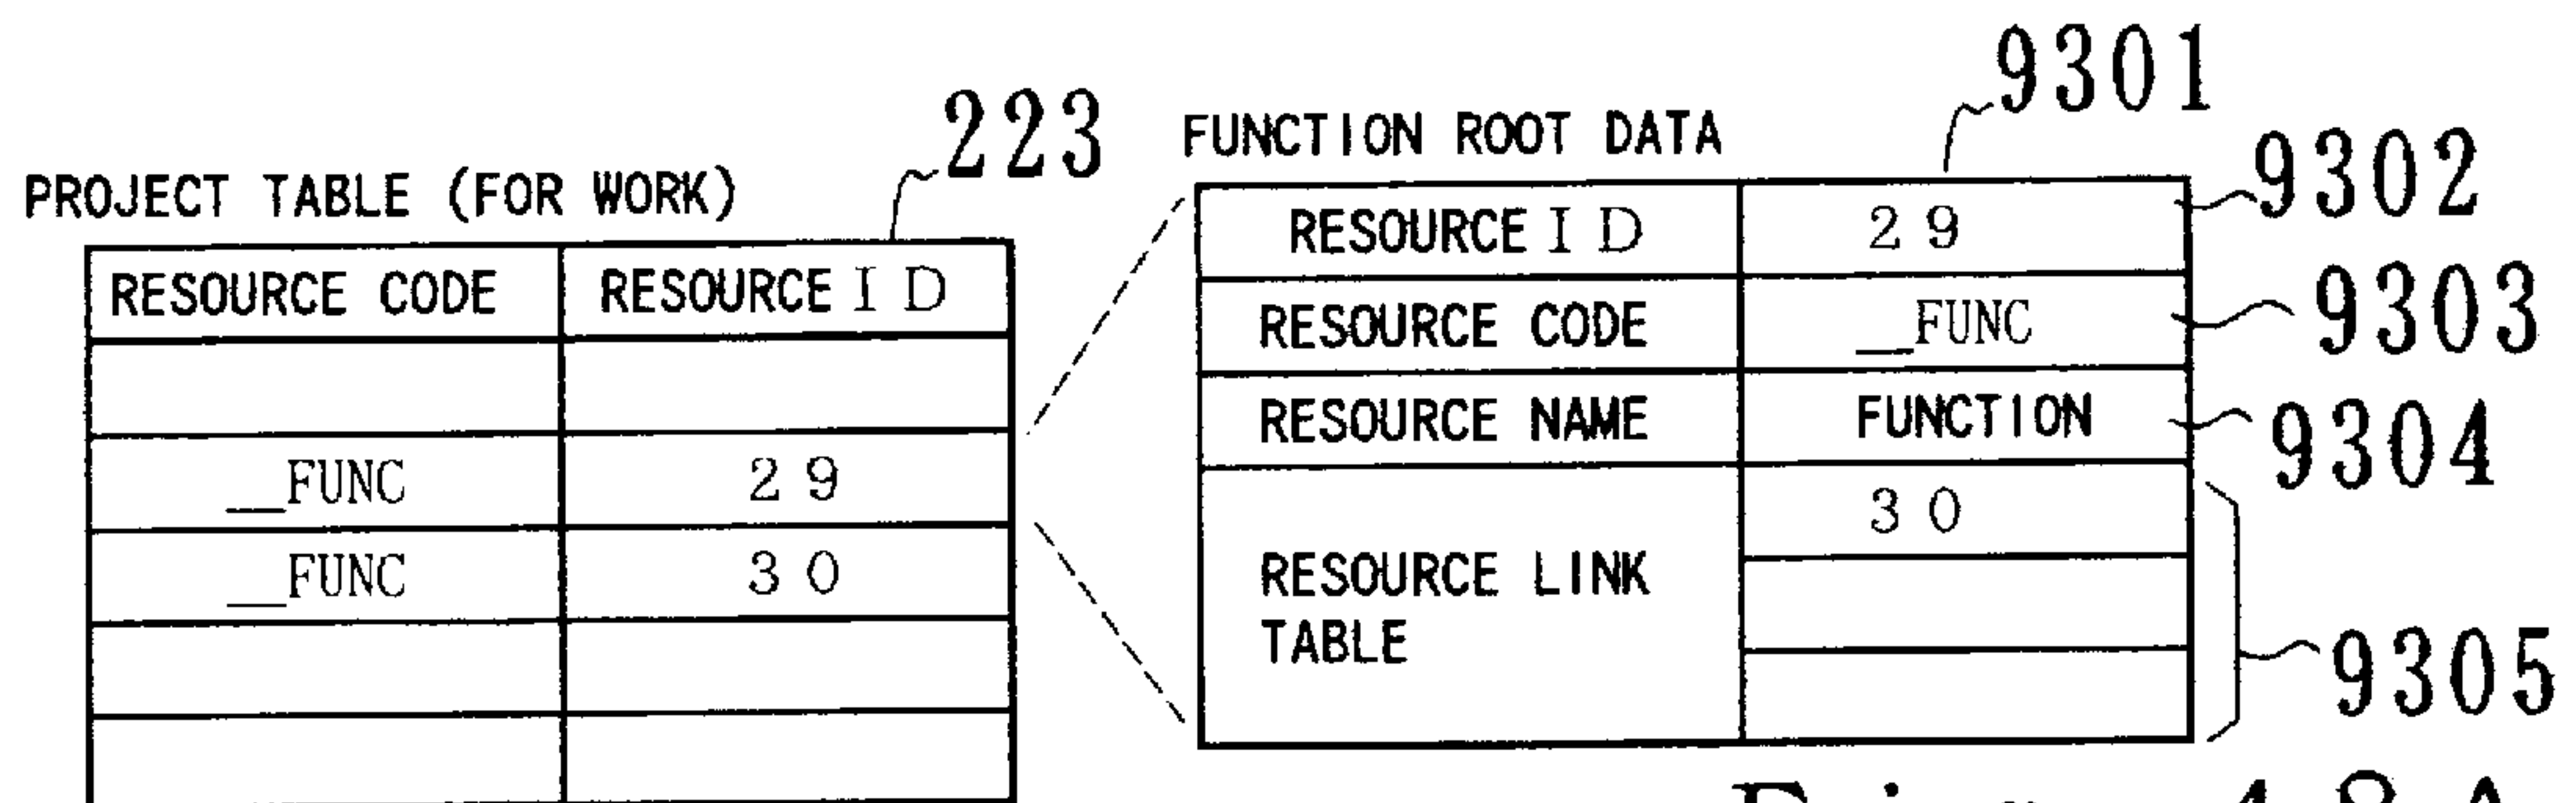 PROJECT TABLE (FOR WORK)
223
RESOURCE CODE RESOURCE ID
__FUNC 29
__FUNC 30
FUNCTION ROOT DATA
9301
RESOURCE ID 29 9302
RESOURCE CODE __FUNC 9303
RESOURCE NAME FUNCTION 9304
RESOURCE LINK
TABLE
30
9305